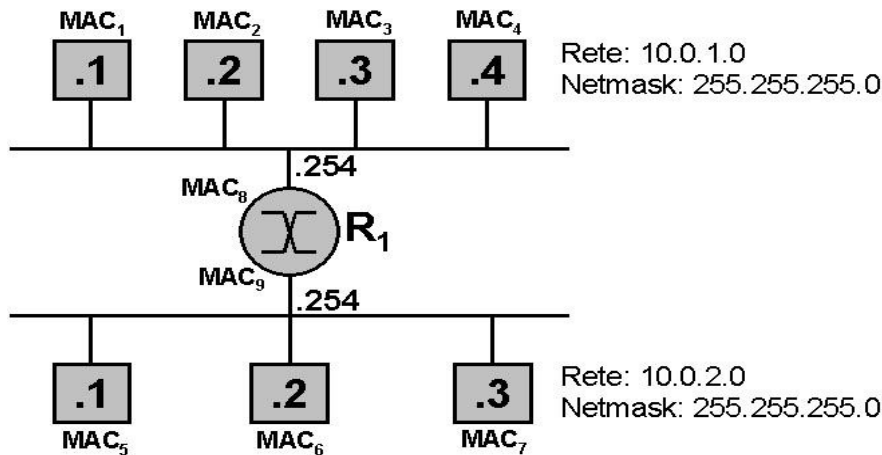 MAC₁ MAC₂ MAC₃ MAC₄
.1 .2 .3 .4
Rete: 10.0.1.0
Netmask: 255.255.255.0
.254
MAC₈
R₁
MAC₉
.254
.1 .2 .3
Rete: 10.0.2.0
Netmask: 255.255.255.0
MAC₅ MAC₆ MAC₇